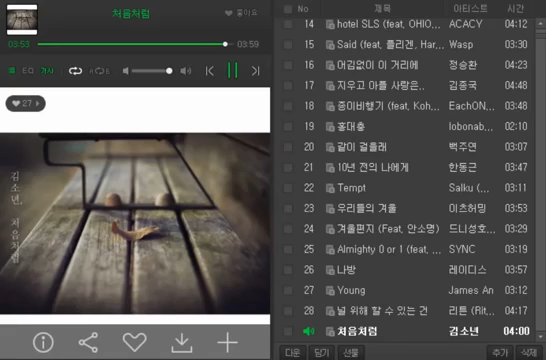 처음처럼
좋아요
03:53
03:59
EQ 가사
27
김소년, 처음처럼
No 제목 아티스트 시간
14 hotel SLS (feat, OHIO... ACACY 04:12
15 Said (feat, 플리겐, Har... Wasp 03:30
16 어김없이 이 거리에 정승환 04:23
17 지우고 아플 사랑은.. 김종국 04:48
18 종이비행기 (feat, Koh... EachON... 03:48
19 홍대충 lobonab... 02:10
20 같이 걸을래 백주연 03:07
21 10년 전의 나에게 한동근 03:47
22 Tempt Salku (... 03:11
23 우리들의 겨울 이츠허밍 03:53
24 겨울편지 (Feat, 안소명) 드니성호... 03:29
25 Almighty 0 or 1 (feat, ... SYNC 03:19
26 나방 레이디스 03:57
27 Young James An 03:12
28 널 위해 할 수 있는 건 리튼 (Rit... 04:17
처음처럼 김소년 04:00
다운 담기 선물 추가 삭제